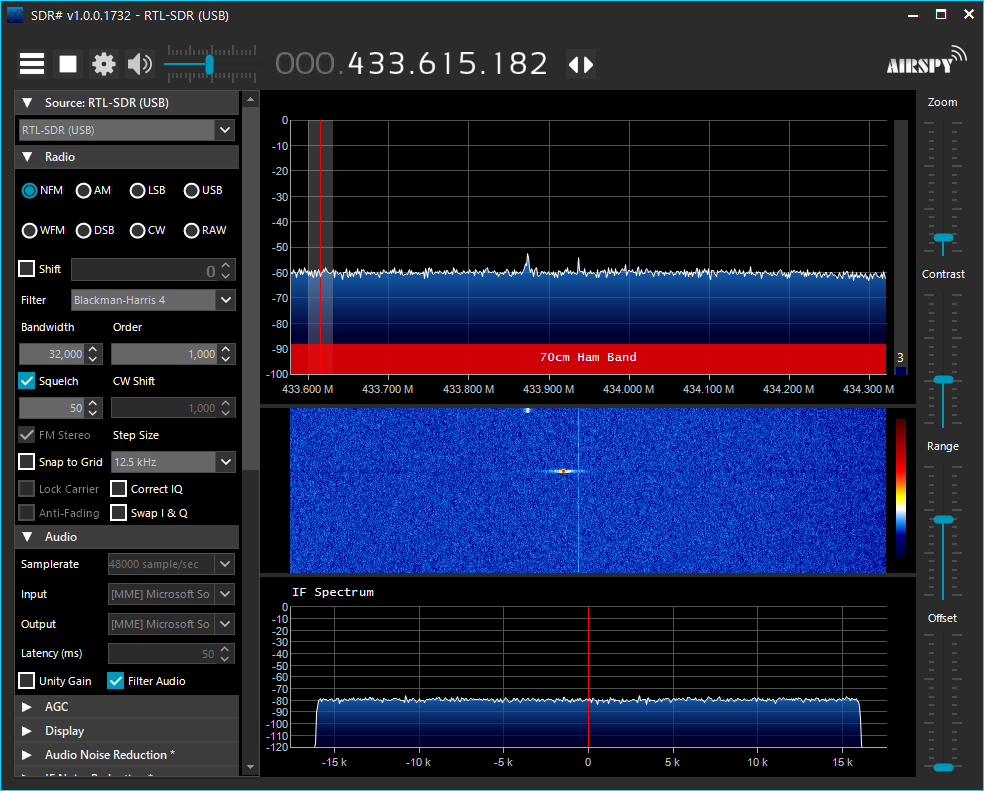 SDR# v1.0.0.1732 - RTL-SDR (USB)
000.433.615.182
AIRSPY
Source: RTL-SDR (USB)
RTL-SDR (USB)
Radio
NFM AM LSB USB
WFM DSB CW RAW
Shift 0
Filter Blackman-Harris 4
Bandwidth Order
32,000 1,000
Squelch CW Shift
50 1,000
FM Stereo Step Size
Snap to Grid 12.5 kHz
Lock Carrier Correct IQ
Anti-Fading Swap I & Q
Audio
Samplerate 48000 sample/sec
Input [MME] Microsoft So
Output [MME] Microsoft So
Latency (ms) 50
Unity Gain Filter Audio
AGC
Display
Audio Noise Reduction *
0
-10
-20
-30
-40
-50
-60
-70
-80
-90
-100
70cm Ham Band
3
433.600 M 433.700 M 433.800 M 433.900 M 434.000 M 434.100 M 434.200 M 434.300 M
IF Spectrum
0
-10
-20
-30
-40
-50
-60
-70
-80
-90
-100
-110
-120
-15 k -10 k -5 k 0 5 k 10 k 15 k
Zoom
Contrast
Range
Offset